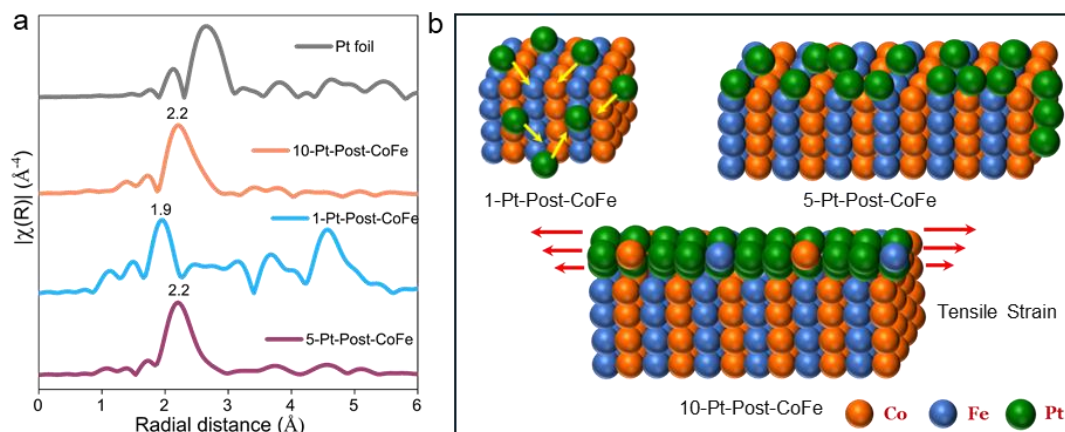 a
|χ(R)| (Å-4)
Pt foil
2.2
10-Pt-Post-CoFe
1.9
1-Pt-Post-CoFe
2.2
5-Pt-Post-CoFe
0 1 2 3 4 5 6
Radial distance (Å)
b
1-Pt-Post-CoFe
5-Pt-Post-CoFe
Tensile Strain
10-Pt-Post-CoFe
Co Fe Pt